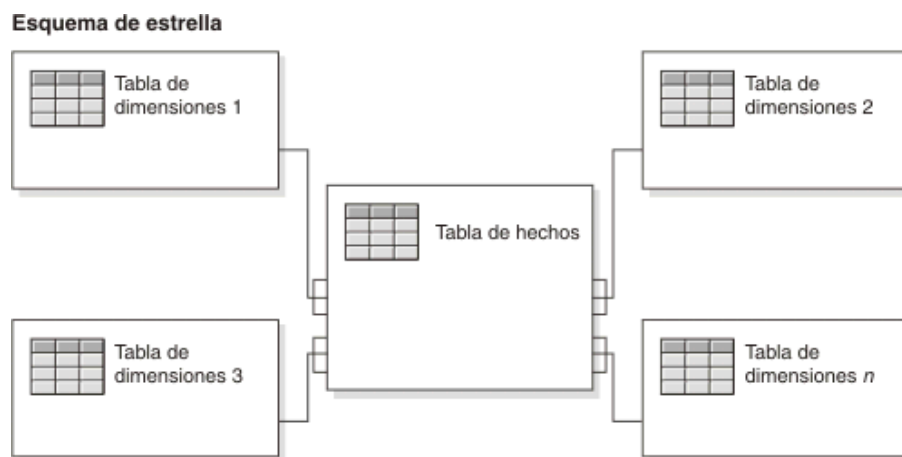 Esquema de estrella
Tabla de
dimensiones 1
Tabla de
dimensiones 2
Tabla de hechos
Tabla de
dimensiones 3
Tabla de
dimensiones n